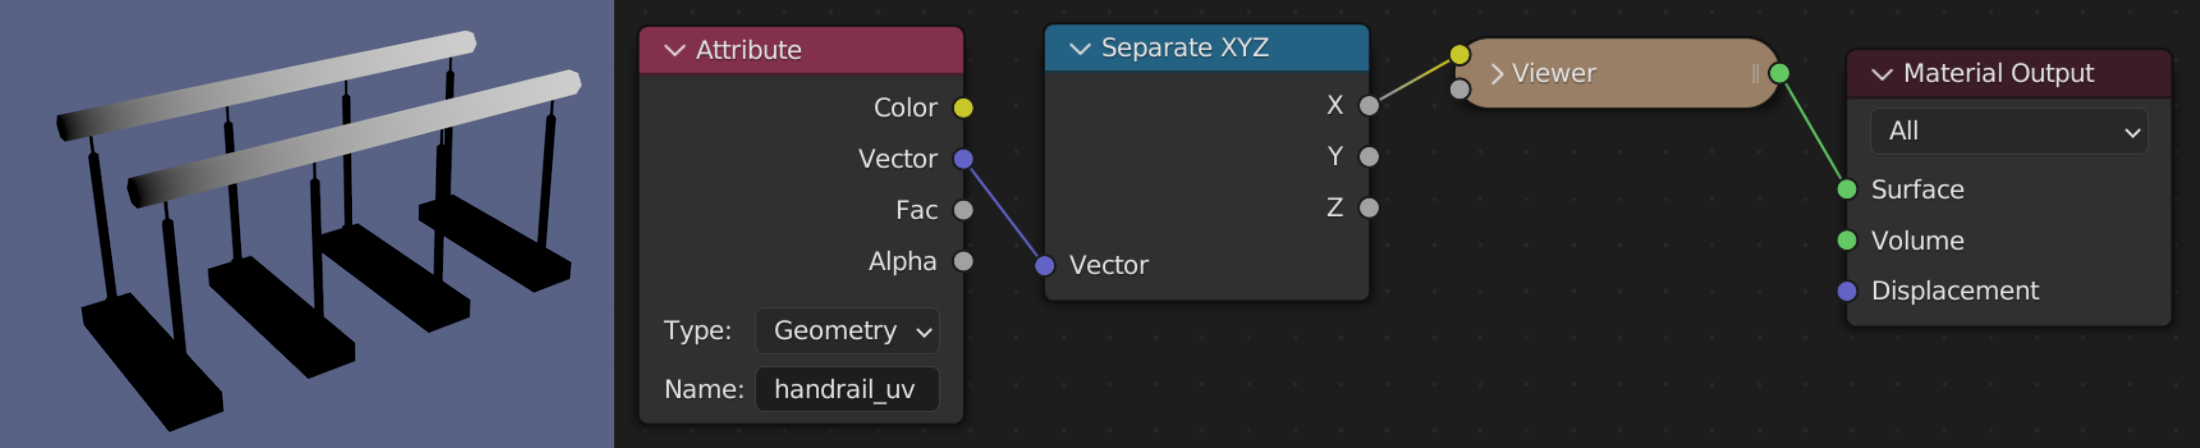 Attribute
Color
Vector
Fac
Alpha
Type: Geometry
Name: handrail_uv
Separate XYZ
X
Y
Z
Vector
Viewer
Material Output
All
Surface
Volume
Displacement